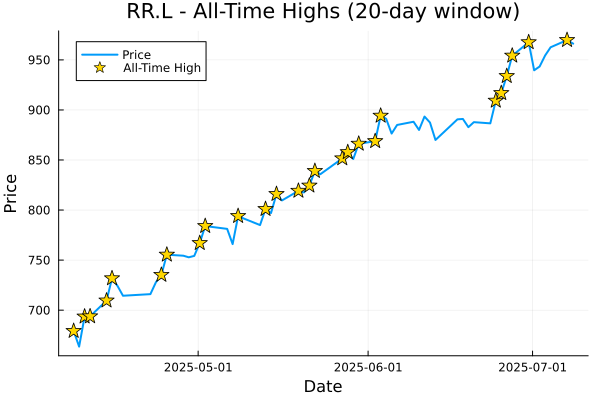 RR.L - All-Time Highs (20-day window)
Price
All-Time High
Price
950
900
850
800
750
700
2025-05-01
2025-06-01
2025-07-01
Date